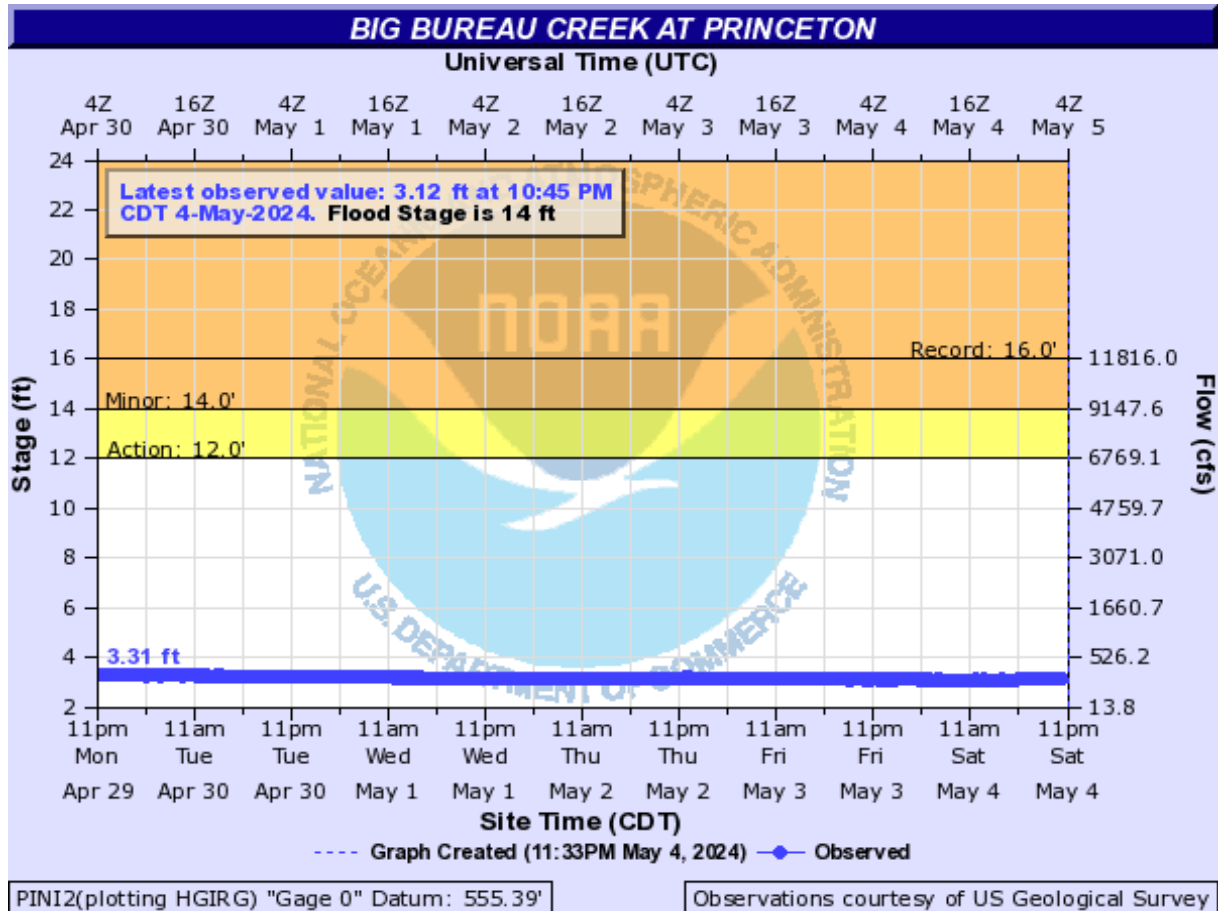 BIG BUREAU CREEK AT PRINCETON
Universal Time (UTC)
4Z 16Z 4Z 16Z 4Z 16Z 4Z 16Z 4Z 16Z 4Z
Apr 30 Apr 30 May 1 May 1 May 2 May 2 May 3 May 3 May 4 May 4 May 5
Latest observed value: 3.12 ft at 10:45 PM
CDT 4-May-2024. Flood Stage is 14 ft
NATIONAL OCEANIC AND ATMOSPHERIC ADMINISTRATION
NOAA
U.S. DEPARTMENT OF COMMERCE
Stage (ft)
24
22
20
18
16
14
12
10
8
6
4
2
Record: 16.0'
Minor: 14.0'
Action: 12.0'
3.31 ft
11816.0
9147.6
6769.1
4759.7
3071.0
1660.7
526.2
13.8
Flow (cfs)
11pm 11am 11pm 11am 11pm 11am 11pm 11am 11pm 11am 11pm
Mon Tue Tue Wed Wed Thu Thu Fri Fri Sat Sat
Apr 29 Apr 30 Apr 30 May 1 May 1 May 2 May 2 May 3 May 3 May 4 May 4
Site Time (CDT)
Graph Created (11:33PM May 4, 2024) Observed
PINI2(plotting HGIRG) "Gage 0" Datum: 555.39'
Observations courtesy of US Geological Survey